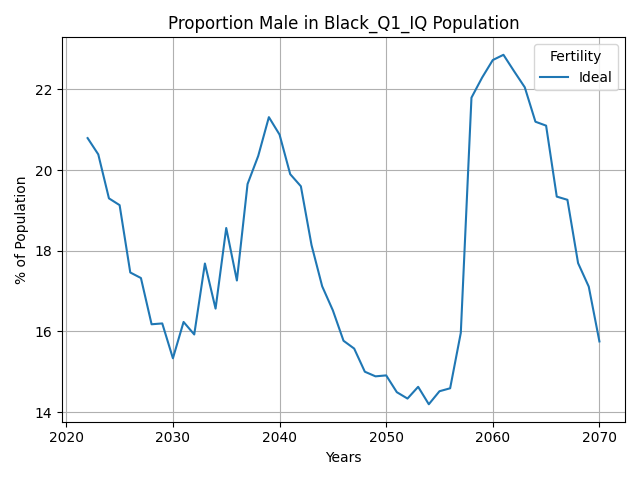 Proportion Male in Black_Q1_IQ Population
Fertility
Ideal
% of Population
22
20
18
16
14
2020 2030 2040 2050 2060 2070
Years